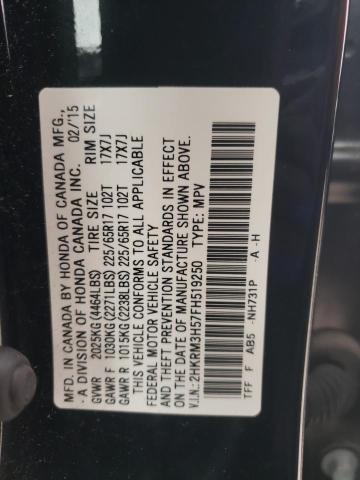 MFD. IN CANADA BY HONDA OF CANADA MFG.,
A DIVISION OF HONDA CANADA INC. 02/'15
GVWR 2025KG (4464LBS) TIRE SIZE RIM SIZE
GAWR F 1030KG(2271LBS) 225/65R17 102T 17X7J
GAWR R 1015KG(2238LBS) 225/65R17 102T 17X7J
THIS VEHICLE CONFORMS TO ALL APPLICABLE
FEDERAL MOTOR VEHICLE SAFETY
AND THEFT PREVENTION STANDARDS IN EFFECT
ON THE DATE OF MANUFACTURE SHOWN ABOVE.
V.I.N.: 2HKRM3H57FH519250 TYPE: MPV
TFF F AB5 -NH731P -A -H